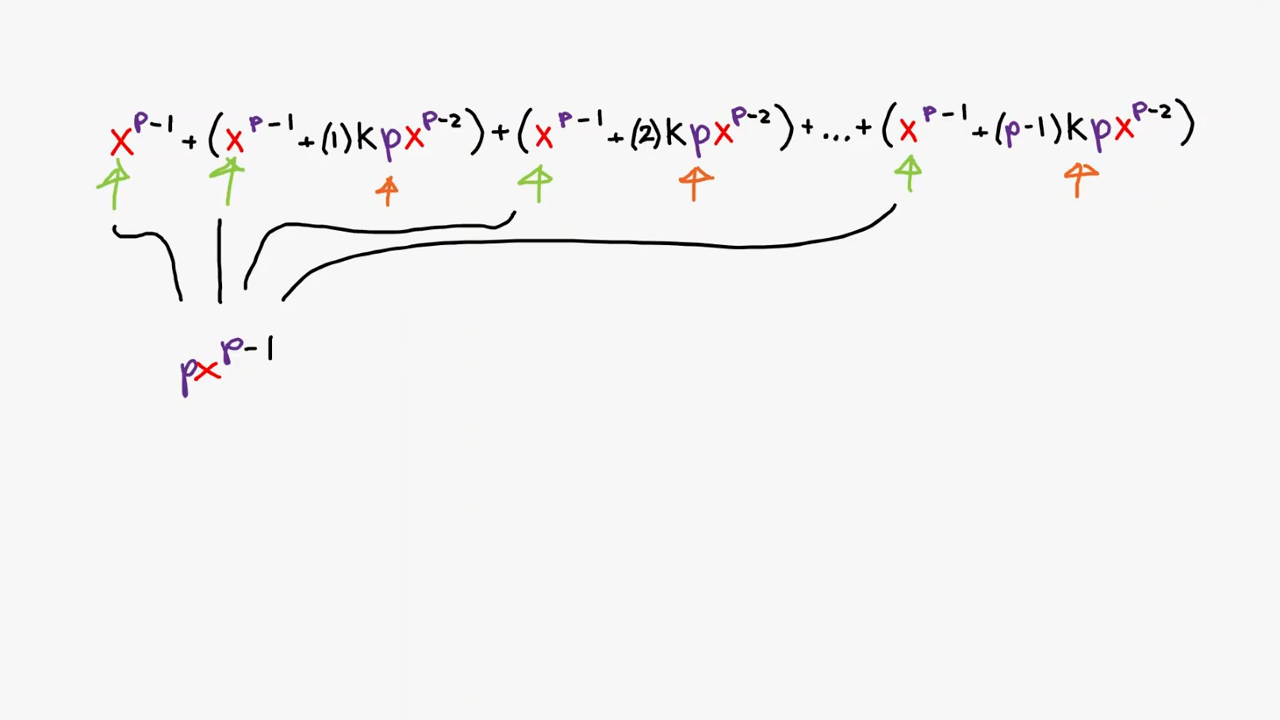 x^{p-1} + (x^{p-1} + (1)kpx^{p-2}) + (x^{p-1} + (2)kpx^{p-2}) + ... + (x^{p-1} + (p-1)kpx^{p-2})
px^{p-1}